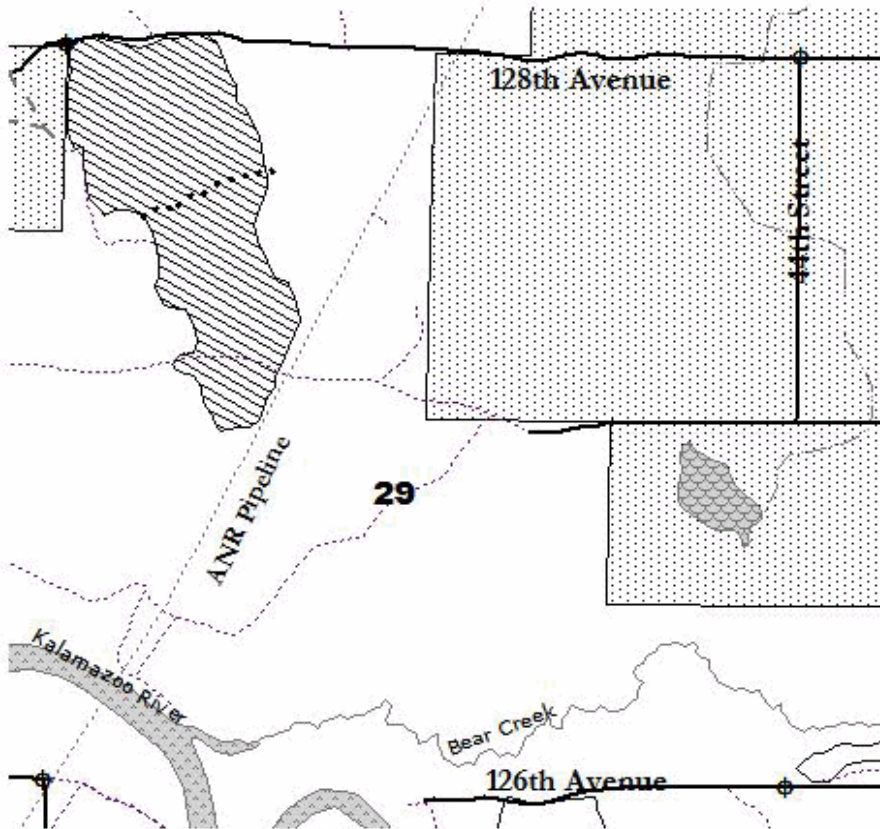 128th Avenue
44th Street
ANR Pipeline
29
Kalamazoo River
Bear Creek
126th Avenue